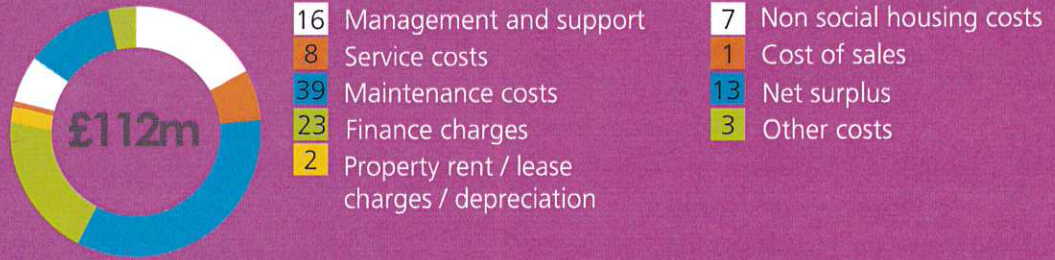 £112m
16 Management and support
8 Service costs
39 Maintenance costs
23 Finance charges
2 Property rent / lease
charges / depreciation
7 Non social housing costs
1 Cost of sales
13 Net surplus
3 Other costs